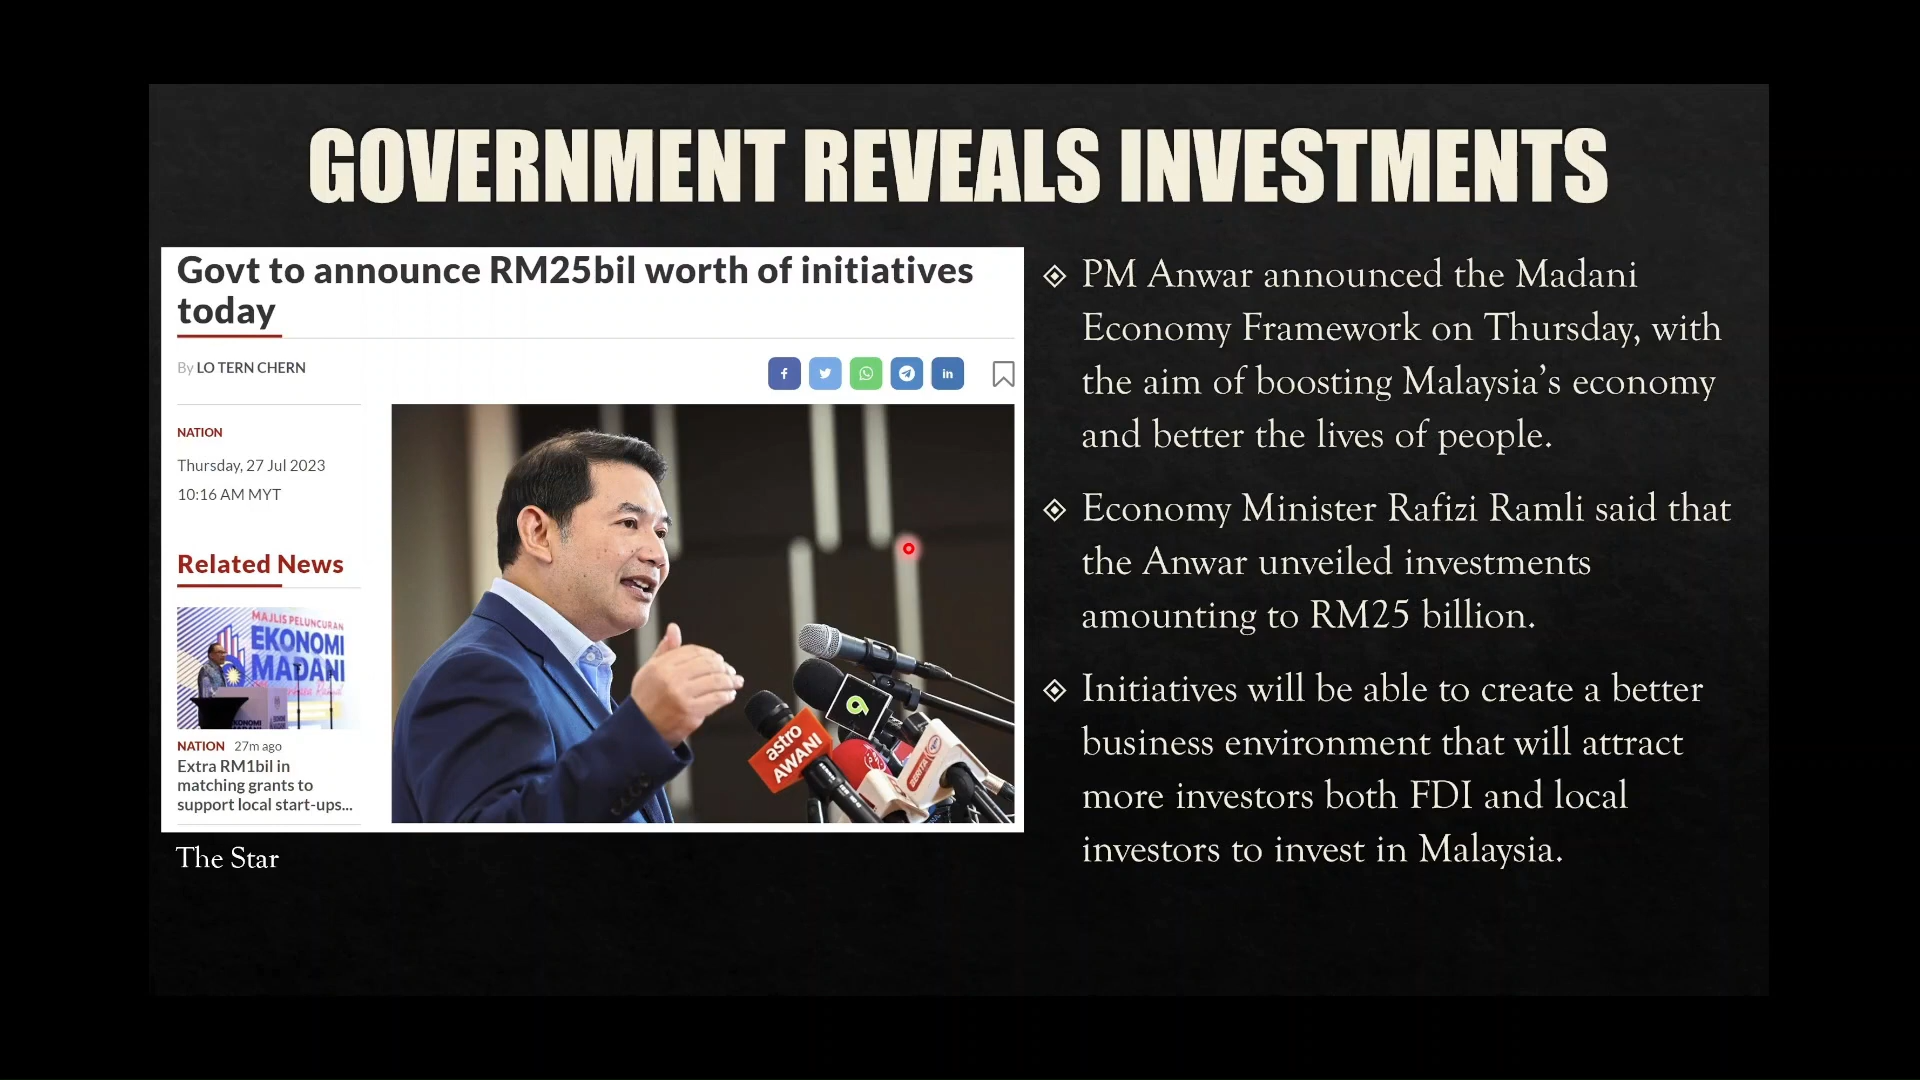 GOVERNMENT REVEALS INVESTMENTS
Govt to announce RM25bil worth of initiatives
today
By LO TERN CHERN
NATION
Thursday, 27 Jul 2023
10:16 AM MYT
Related News
MAJLIS PELUNCURAN
EKONOMI
MADANI
NATION 27m ago
Extra RM1bil in
matching grants to
support local start-ups...
astro
AWANI
9
BERITA
The Star
PM Anwar announced the Madani
Economy Framework on Thursday, with
the aim of boosting Malaysia's economy
and better the lives of people.
Economy Minister Rafizi Ramli said that
the Anwar unveiled investments
amounting to RM25 billion.
Initiatives will be able to create a better
business environment that will attract
more investors both FDI and local
investors to invest in Malaysia.